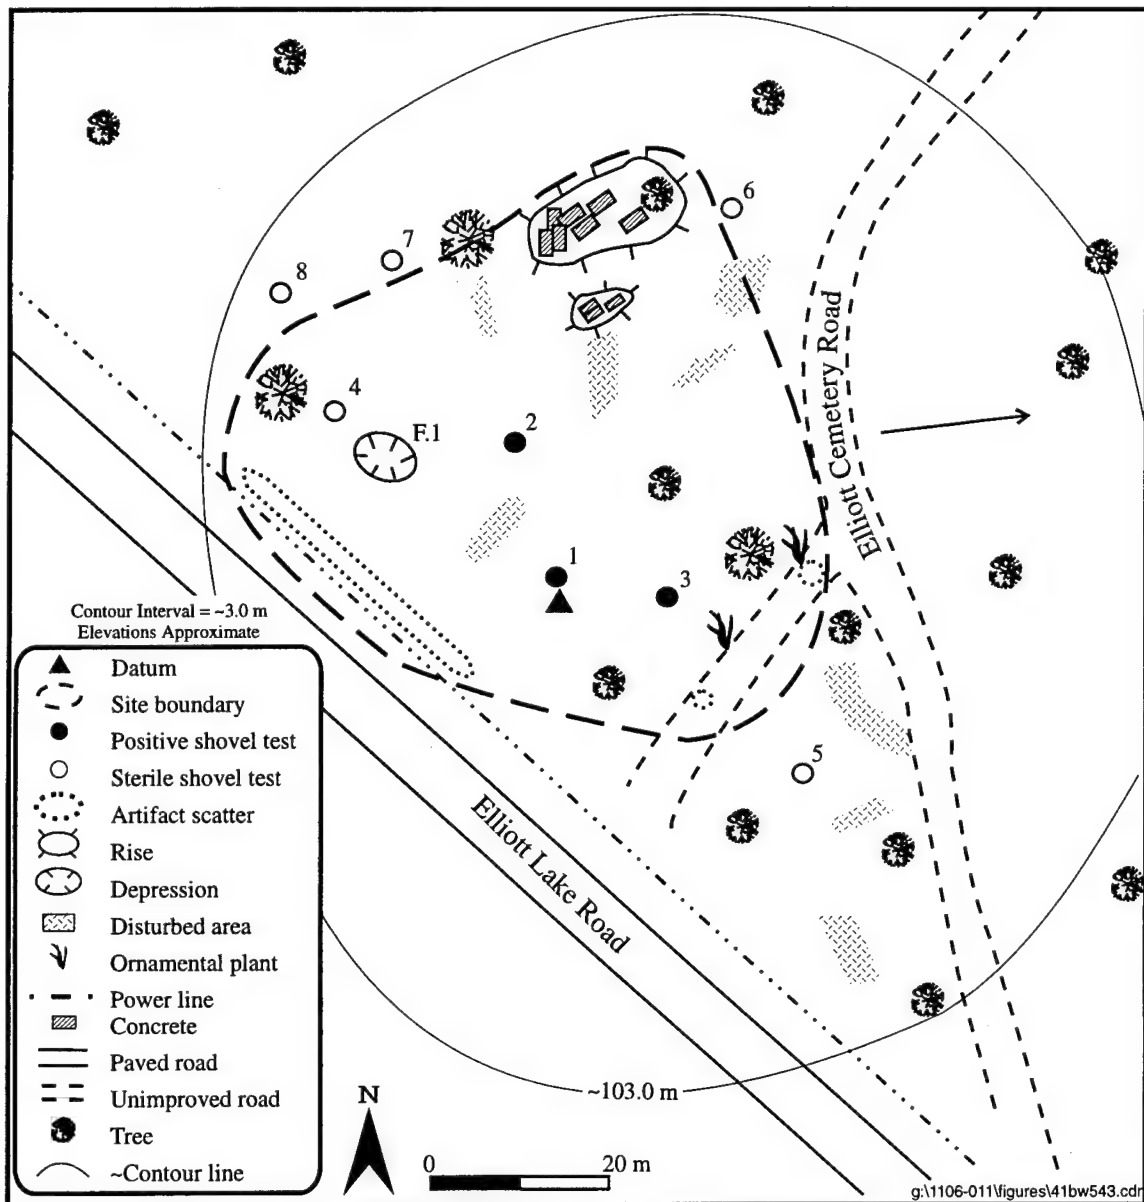 6
7
8
4
F.1
2
Elliott Cemetery Road
1
3
Contour Interval = ~3.0 m
Elevations Approximate
Datum
Site boundary
Positive shovel test
Sterile shovel test
Artifact scatter
Rise
Depression
Disturbed area
Ornamental plant
Power line
Concrete
Paved road
Unimproved road
Tree
~Contour line
5
Elliott Lake Road
~103.0 m
N
0 20 m
g:\1106-011\figures\41bw543.cdr